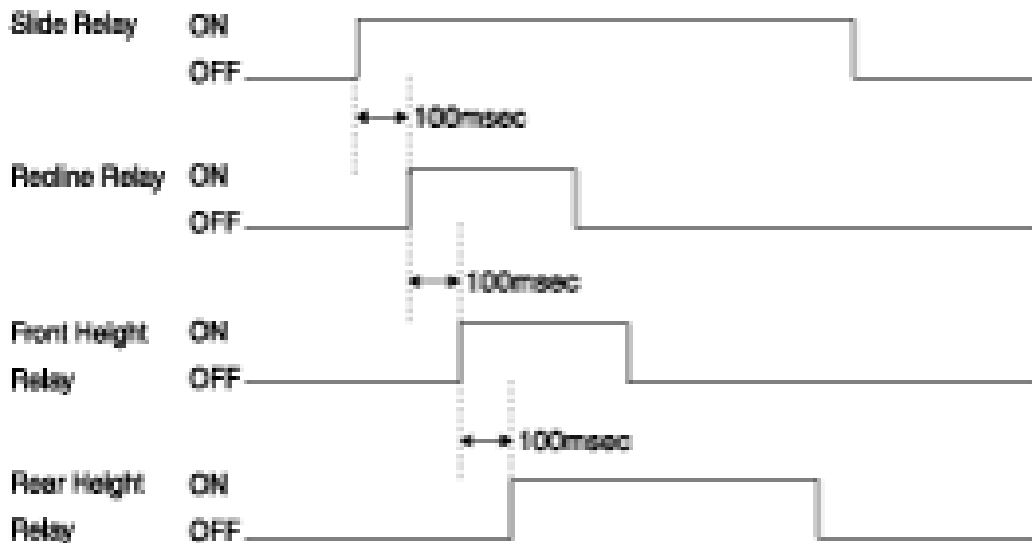 Slide Relay ON
OFF
100msec
Recline Relay ON
OFF
100msec
Front Height ON
Relay OFF
100msec
Rear Height ON
Relay OFF